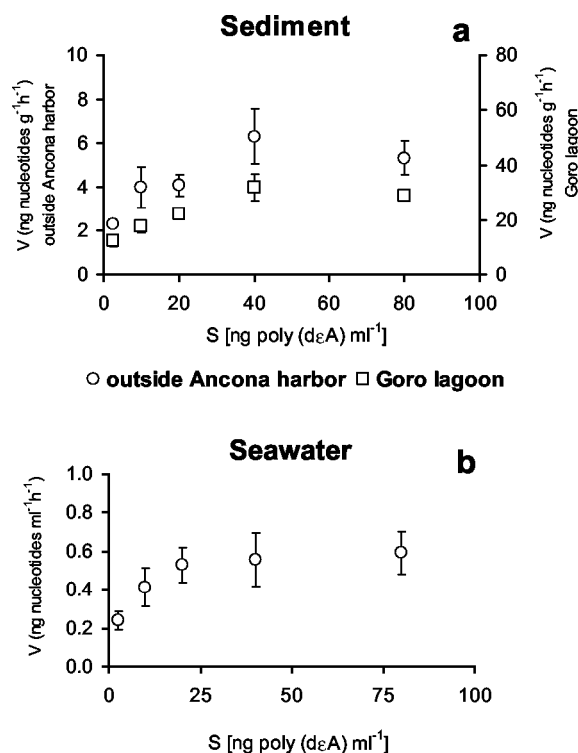 Sediment
a
V (ng nucleotides g⁻¹h⁻¹)
outside Ancona harbor
10
8
6
4
2
0
80
60
40
20
0
V (ng nucleotides g⁻¹h⁻¹)
Goro lagoon
0 20 40 60 80 100
S [ng poly (dεA) ml⁻¹]
outside Ancona harbor Goro lagoon
Seawater
b
V (ng nucleotides ml⁻¹h⁻¹)
1.0
0.8
0.6
0.4
0.2
0.0
0 25 50 75 100
S [ng poly (dεA) ml⁻¹]